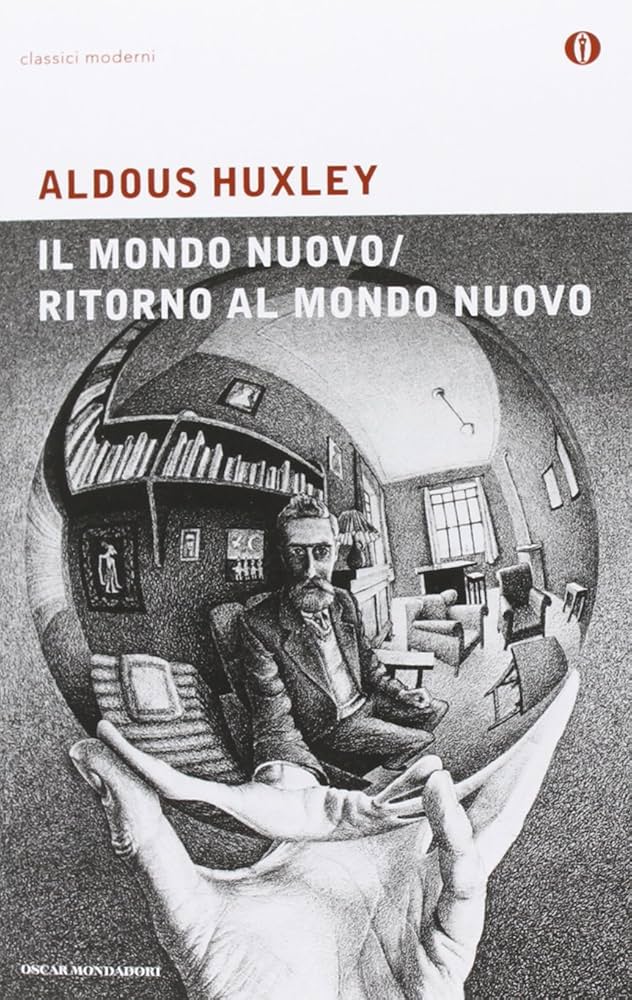 classici moderni
ALDOUS HUXLEY
IL MONDO NUOVO/
RITORNO AL MONDO NUOVO
OSCAR MONDADORI